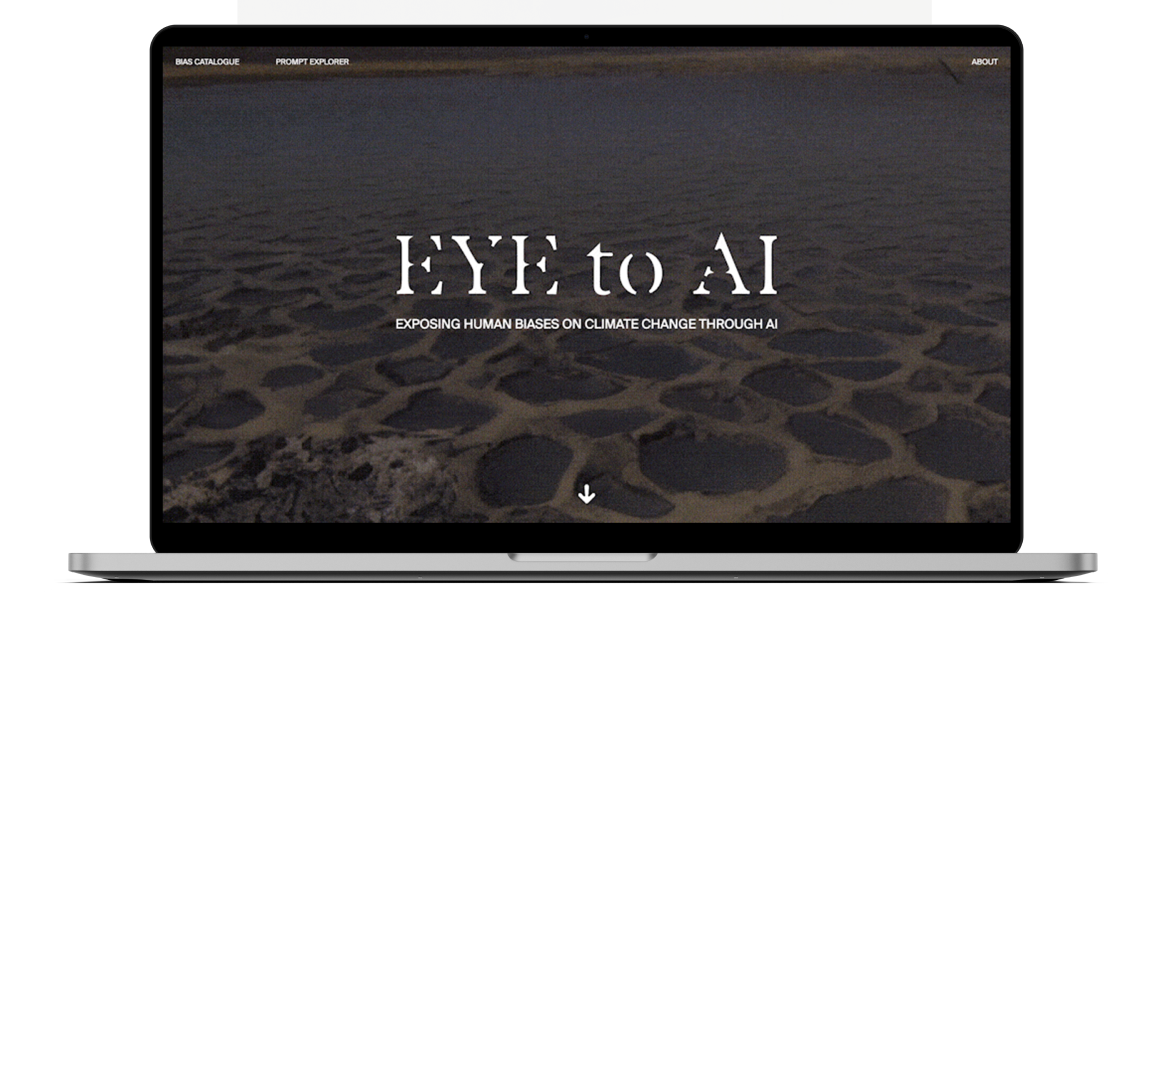 BIAS CATALOGUE PROMPT EXPLORER ABOUT
EYE to AI
EXPOSING HUMAN BIASES ON CLIMATE CHANGE THROUGH AI